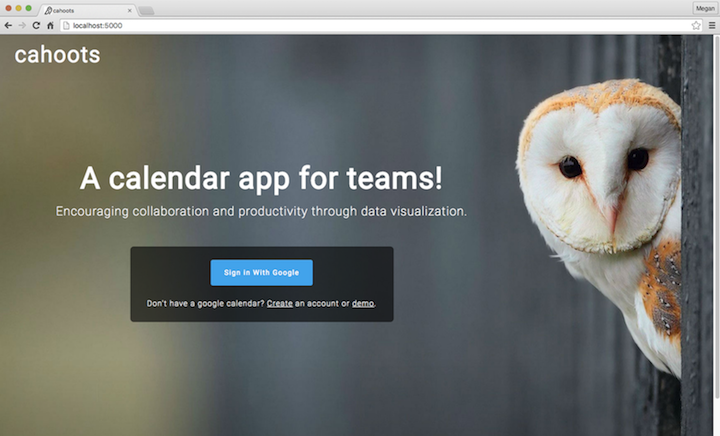 cahoots
Megan
localhost:5000
cahoots
A calendar app for teams!
Encouraging collaboration and productivity through data visualization.
Sign In With Google
Don't have a google calendar? Create an account or demo.